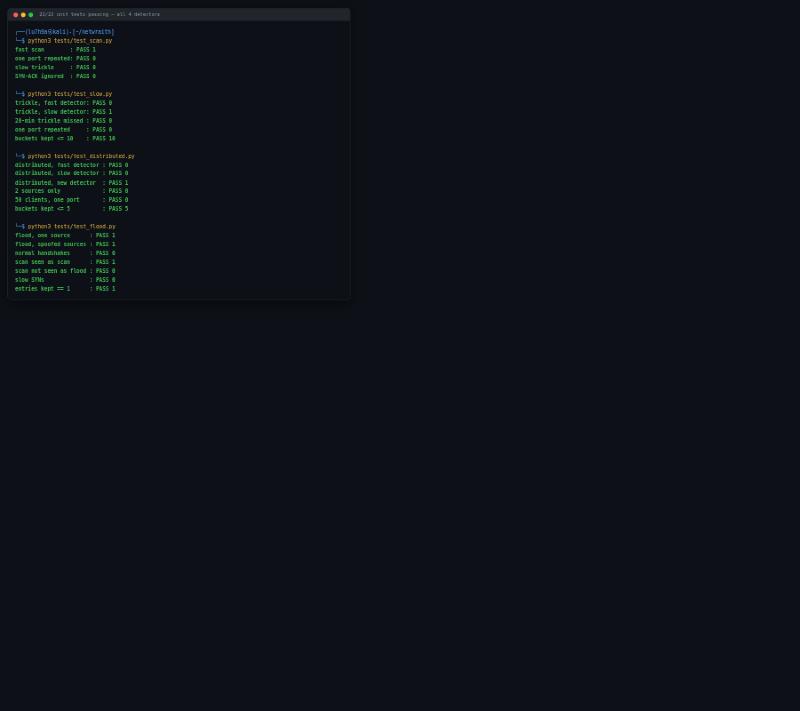 22/22 unit tests passing — all 4 detectors
┌──(lu7h9a㉿kali)-[~/netwraith]
└─$ python3 tests/test_scan.py
fast scan : PASS 1
one port repeated: PASS 0
slow trickle : PASS 0
SYN-ACK ignored : PASS 0
└─$ python3 tests/test_slow.py
trickle, fast detector: PASS 0
trickle, slow detector: PASS 1
20-min trickle missed : PASS 0
one port repeated : PASS 0
buckets kept <= 10 : PASS 10
└─$ python3 tests/test_distributed.py
distributed, fast detector : PASS 0
distributed, slow detector : PASS 0
distributed, new detector : PASS 1
2 sources only : PASS 0
50 clients, one port : PASS 0
buckets kept <= 5 : PASS 5
└─$ python3 tests/test_flood.py
flood, one source : PASS 1
flood, spoofed sources : PASS 1
normal handshakes : PASS 0
scan seen as scan : PASS 1
scan not seen as flood : PASS 0
slow SYNs : PASS 0
entries kept == 1 : PASS 1